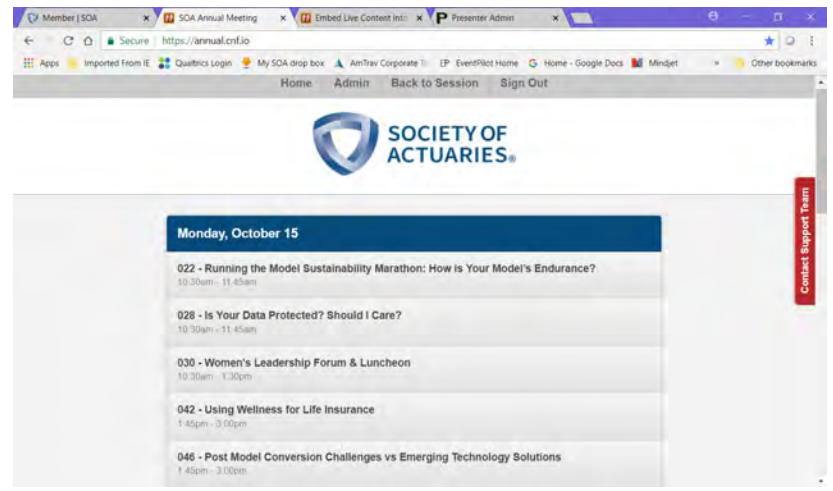 Member | SOA
SOA Annual Meeting
Embed Live Content Int
Presenter Admin
Secure
https://annual.cnf.io
Apps
Imported From IE
Qualtrics Login
My SOA drop box
AmTrav Corporate T
EP EventPilot Home
Home - Google Docs
Mindjet
»
Other bookmarks
Home Admin Back to Session Sign Out
SOCIETY OF
ACTUARIES®
Contact Support Team
Monday, October 15
022 - Running the Model Sustainability Marathon: How is Your Model's Endurance?
10:30am - 11:45am
028 - Is Your Data Protected? Should I Care?
10:30am - 11:45am
030 - Women's Leadership Forum & Luncheon
10:30am - 1:30pm
042 - Using Wellness for Life Insurance
1:45pm - 3:00pm
046 - Post Model Conversion Challenges vs Emerging Technology Solutions
1:45pm - 3:00pm